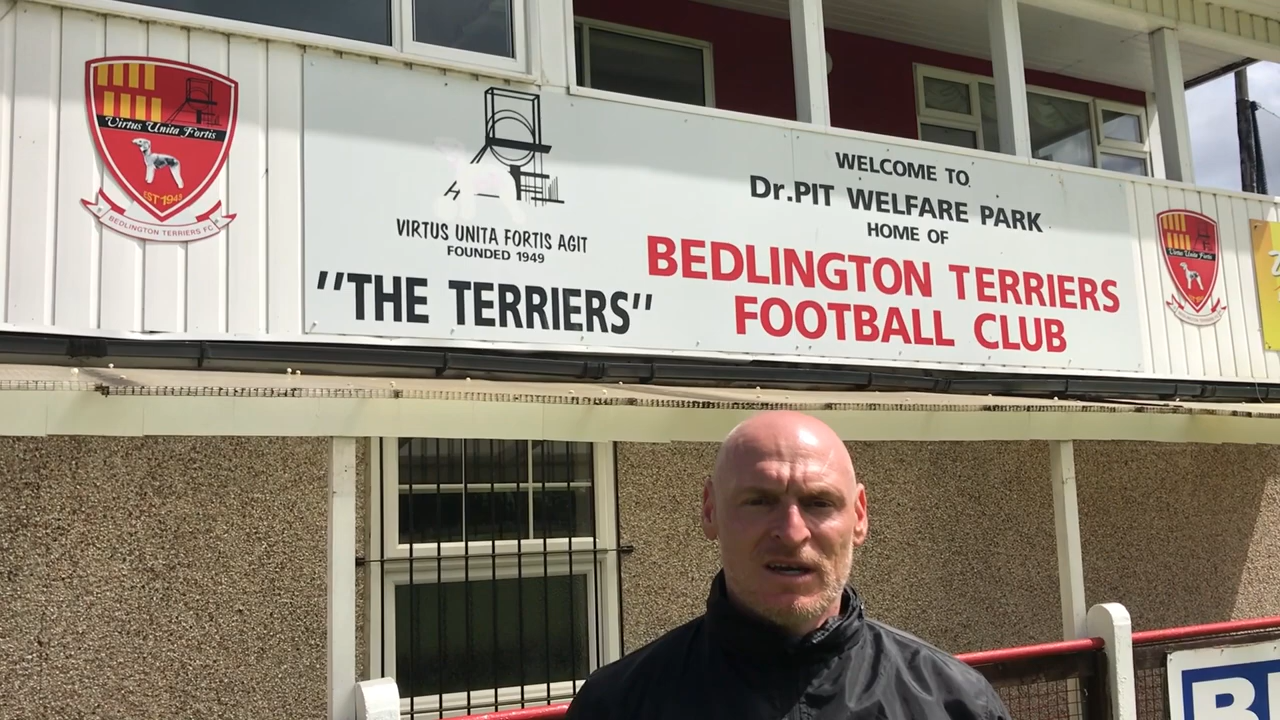 Virtus Unita Fortis
EST 1949
BEDLINGTON TERRIERS FC
VIRTUS UNITA FORTIS AGIT
FOUNDED 1949
"THE TERRIERS"
WELCOME TO
Dr.PIT WELFARE PARK
HOME OF
BEDLINGTON TERRIERS
FOOTBALL CLUB
Virtus Unita Fortis